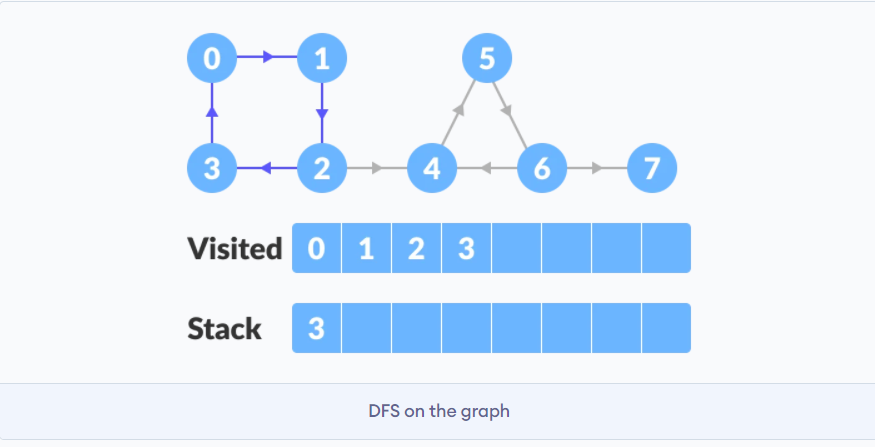 0 1 5
3 2 4 6 7
Visited 0 1 2 3
Stack 3
DFS on the graph